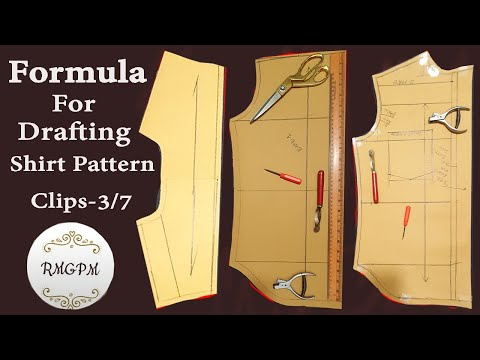 Formula
For
Drafting
Shirt Pattern
Clips-3/7
RMGPM